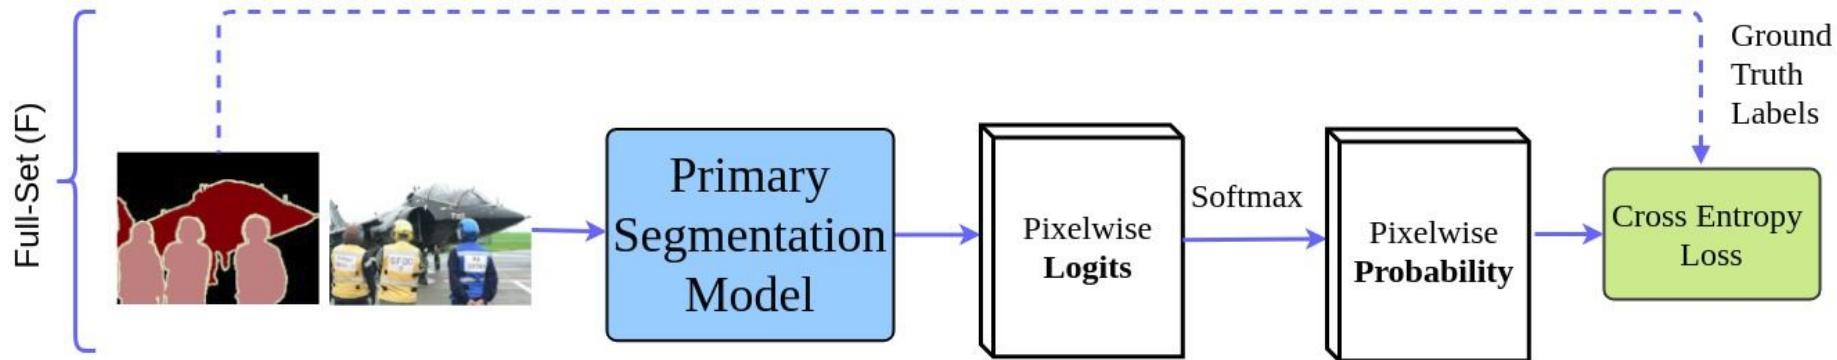 Full-Set (F)
Primary
Segmentation
Model
Pixelwise
Logits
Softmax
Pixelwise
Probability
Ground
Truth
Labels
Cross Entropy
Loss